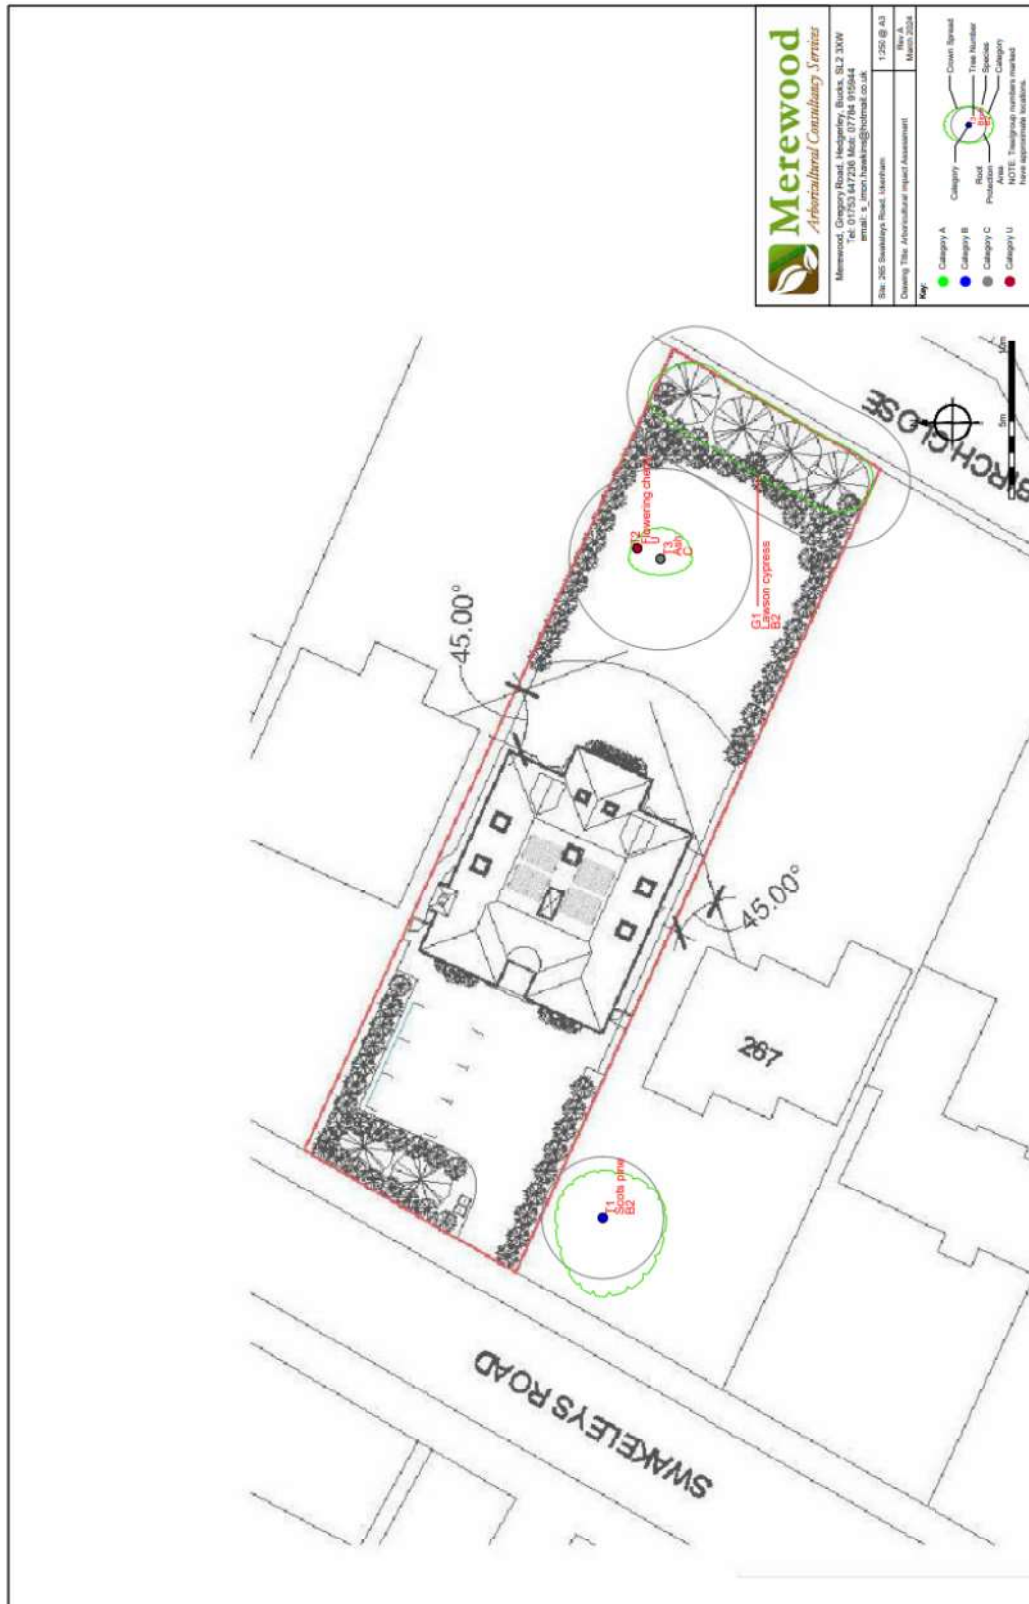 Merewood
Arboricultural Consultancy Services
Merewood, Gregory Road, Hedgerley, Bucks, SL2 3XW
Tel: 01753 647236 Mob: 07784 915944
email: s_imon.hawkins@hotmail.co.uk
Site: 265 Swakeleys Road, Ickenham
1:250 @ A3
Drawing Title: Arboricultural Impact Assessment
Rev A
March 2024
Key:
Category A
Category B
Category C
Category U
Category
Root
Protection
Area
Crown Spread
Tree Number
Species
Category
NOTE: Tree/group numbers marked
have approximate locations.
5m
10m
BIRCH CLOSE
T2
Flowering cherry
U
T3
Ash
C
G1
Lawson cypress
B2
45.00°
45.00°
267
T1
Scots pine
B2
SWAKELEYS ROAD